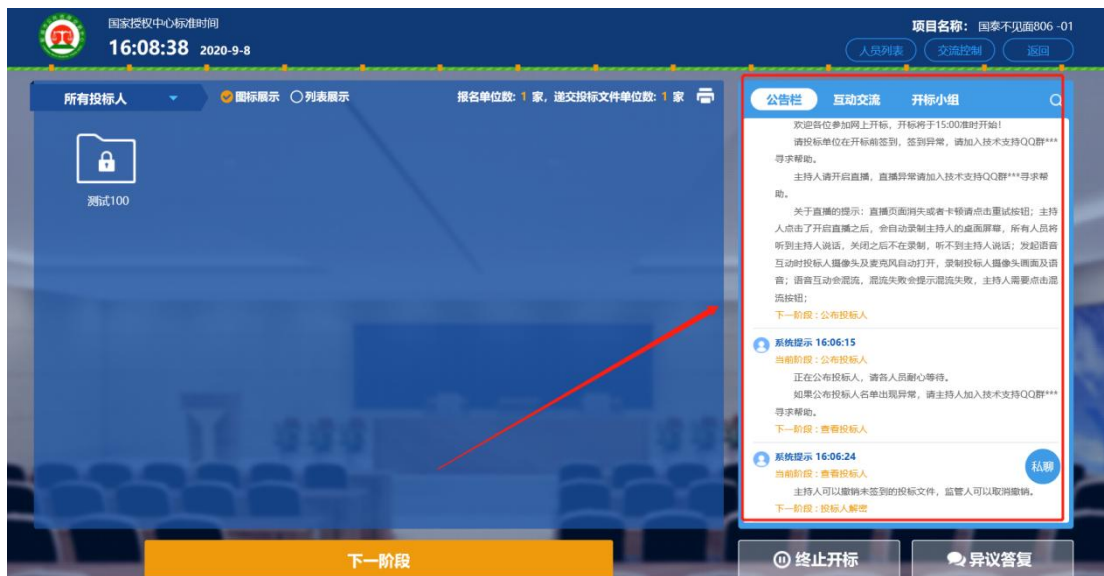 国家授权中心标准时间
16:08:38 2020-9-8
项目名称： 国泰不见面806 -01
人员列表 交流控制 返回
所有投标人 图标展示 列表展示 报名单位数: 1 家, 递交投标文件单位数: 1 家
测试100
公告栏 互动交流 开标小组
欢迎各位参加网上开标，开标将于15:00准时开始！
请投标单位在开标前签到，签到异常，请加入技术支持QQ群***
寻求帮助。
主持人请开启直播，直播异常请加入技术支持QQ群***寻求帮
助。
关于直播的提示：直播页面消失或者卡顿请点击重试按钮；主持
人点击了开启直播之后，会自动录制主持人的桌面屏幕，所有人员将
听到主持人说话，关闭之后不在录制，听不到主持人说话；发起语音
互动时投标人摄像头及麦克风自动打开，录制投标人摄像头画面及语
音；语音互动会混流，混流失败会提示混流失败，主持人需要点击混
流按钮；
下一阶段 : 公布投标人
系统提示 16:06:15
当前阶段 : 公布投标人
正在公布投标人，请各人员耐心等待。
如果公布投标人名单出现异常，请主持人加入技术支持QQ群***
寻求帮助。
下一阶段 : 查看投标人
系统提示 16:06:24
当前阶段 : 查看投标人
主持人可以撤销未签到的投标文件，监管人可以取消撤销。
下一阶段 : 投标人解密
私聊
下一阶段
终止开标
异议答复